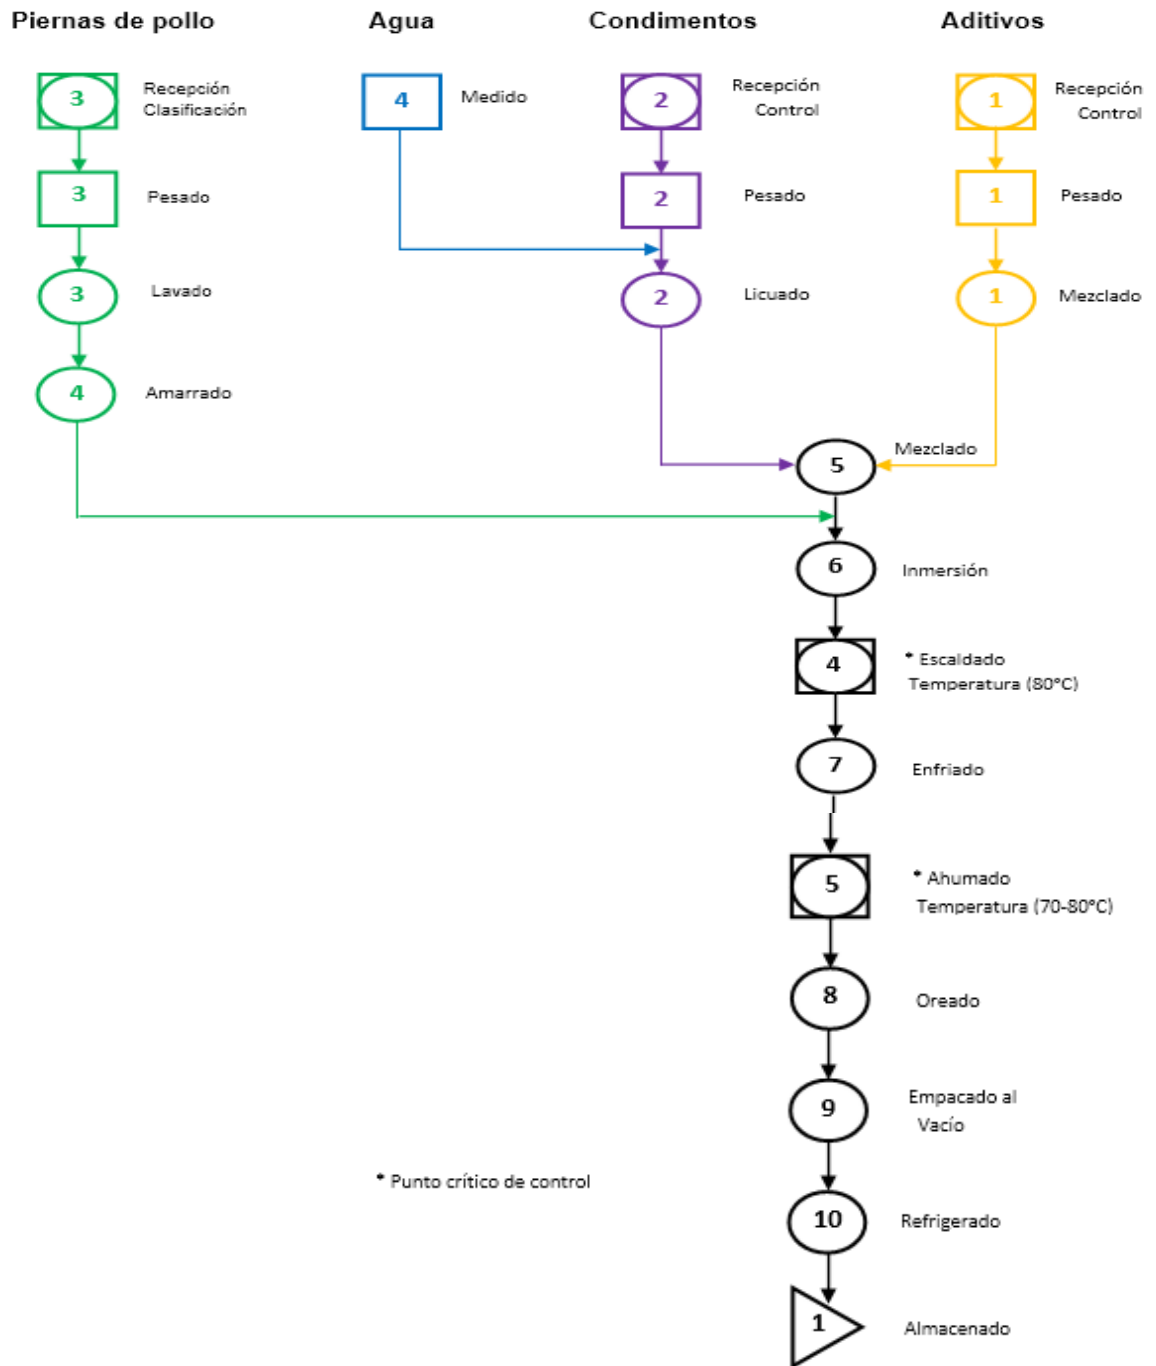 Piernas de pollo
Agua
Condimentos
Aditivos
3
Recepción
Clasificación
4
Medido
2
Recepción
Control
1
Recepción
Control
3
Pesado
2
Pesado
1
Pesado
3
Lavado
2
Licuado
1
Mezclado
4
Amarrado
5
Mezclado
6
Inmersión
4
* Escaldado
Temperatura (80°C)
7
Enfriado
5
* Ahumado
Temperatura (70-80°C)
8
Oreado
9
Empacado al
Vacío
* Punto crítico de control
10
Refrigerado
1
Almacenado